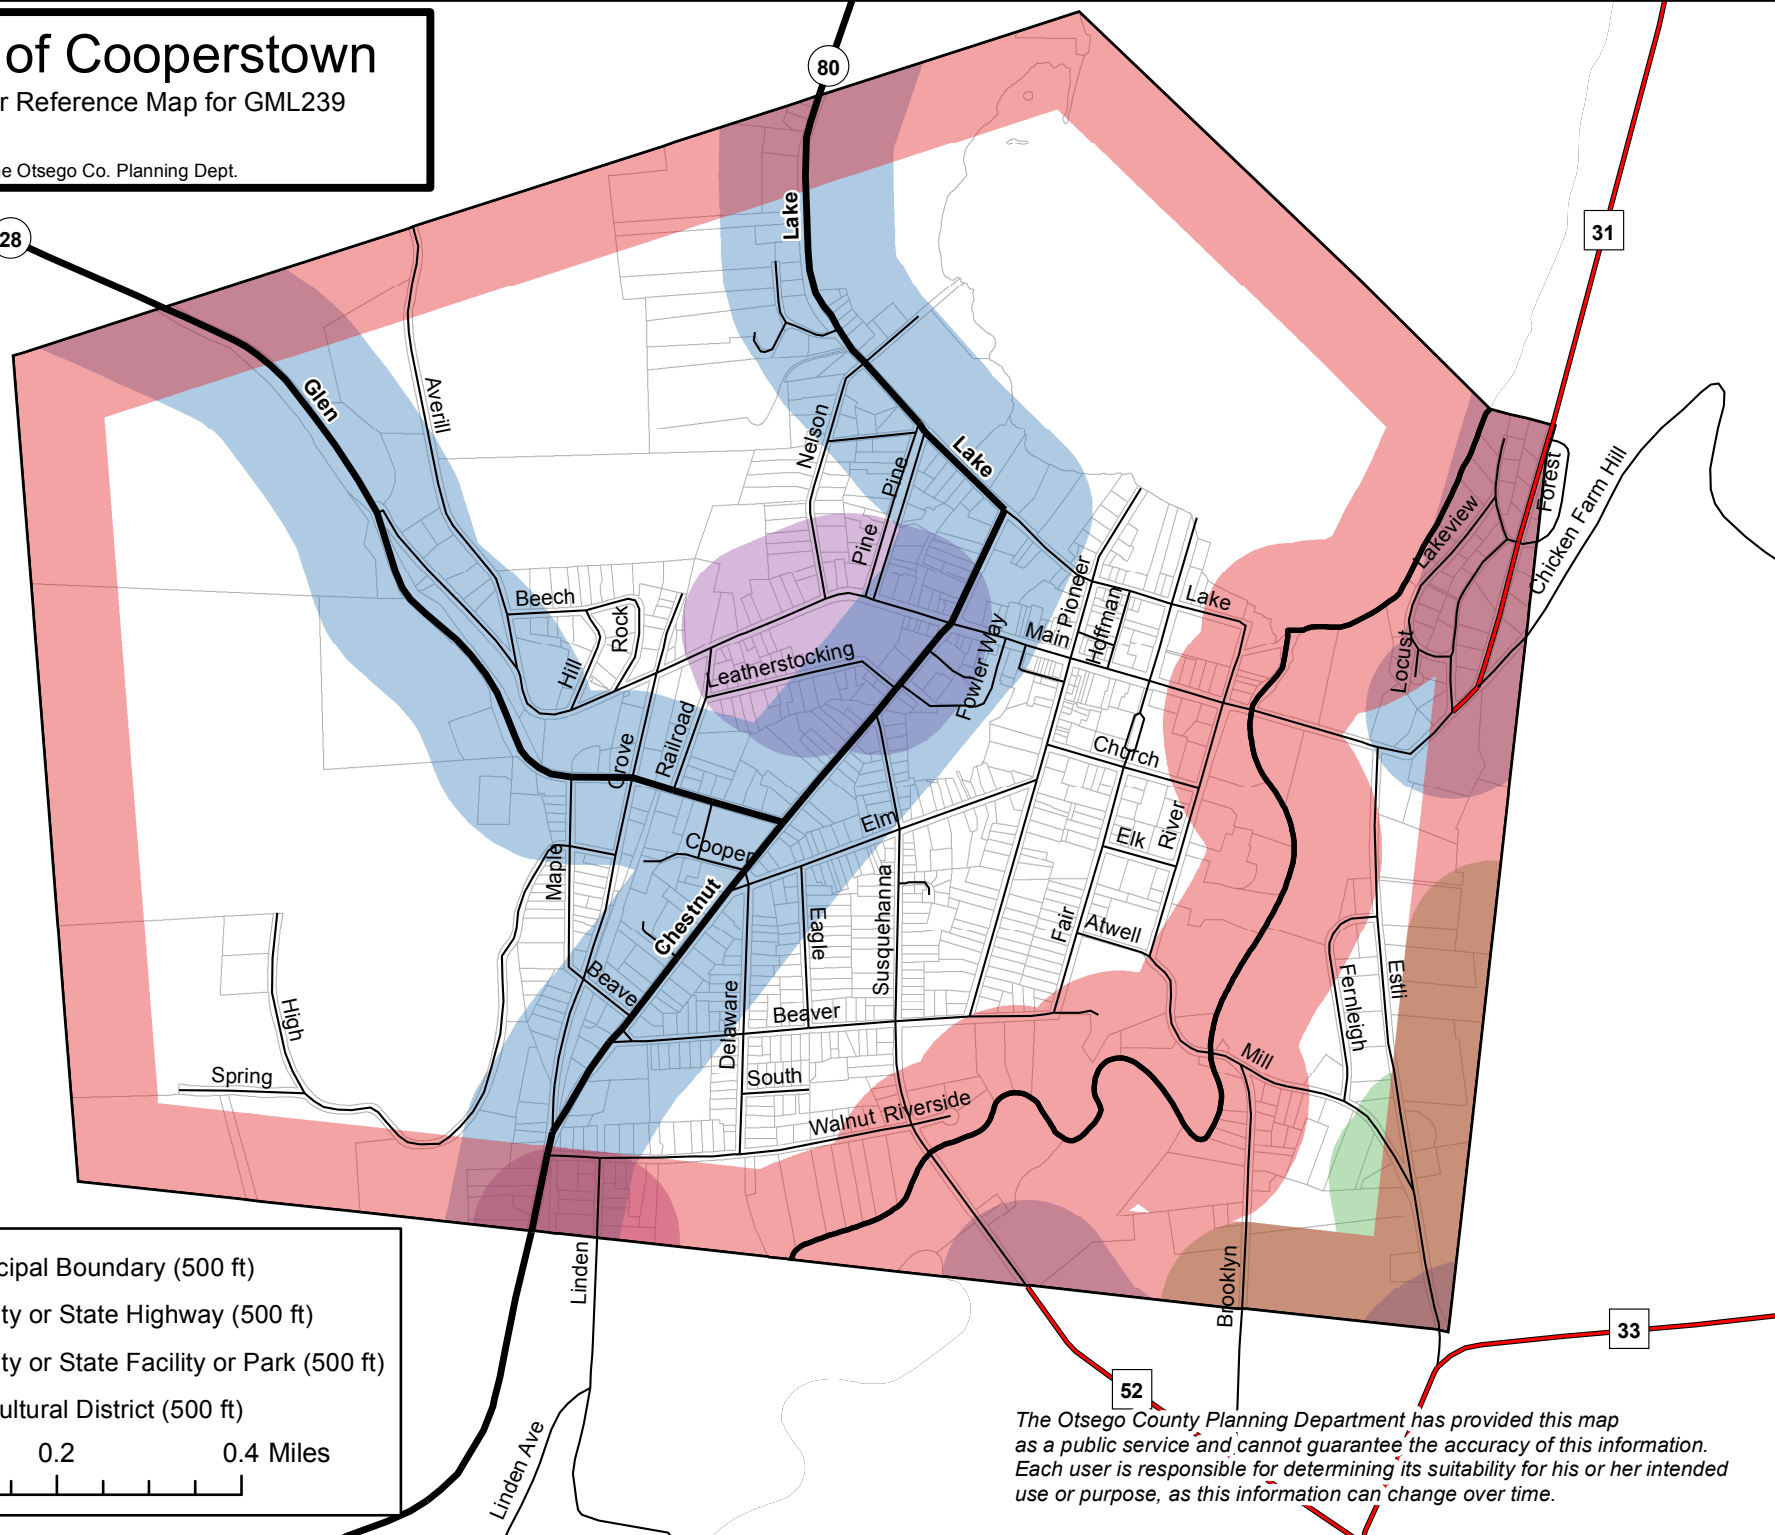 of Cooperstown
r Reference Map for GML239
e Otsego Co. Planning Dept.
80
28
31
Lake
Glen
Averill
Nelson
Pine
Lake
Pine
Forest
Lakeview
Chicken Farm Hill
Beech
Rock
Hill
Leatherstocking
Fowler Way
Main
Pioneer
Hoffman
Lake
Locust
Grove
Railroad
Church
Cooper
Elm
Elk
River
Maple
Chestnut
Eagle
Susquehanna
Fair
Atwell
Beave
Beaver
Delaware
High
Spring
South
Walnut
Riverside
Mill
Fernleigh
Estli
Linden
Brooklyn
33
52
Linden Ave
cipal Boundary (500 ft)
ty or State Highway (500 ft)
ty or State Facility or Park (500 ft)
ultural District (500 ft)
0.2
0.4 Miles
The Otsego County Planning Department has provided this map
as a public service and cannot guarantee the accuracy of this information.
Each user is responsible for determining its suitability for his or her intended
use or purpose, as this information can change over time.